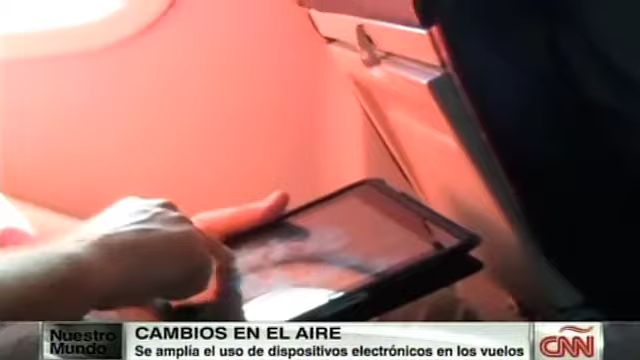 Nuestro
Mundo
CAMBIOS EN EL AIRE
Se amplía el uso de dispositivos electrónicos en los vuelos
CNN